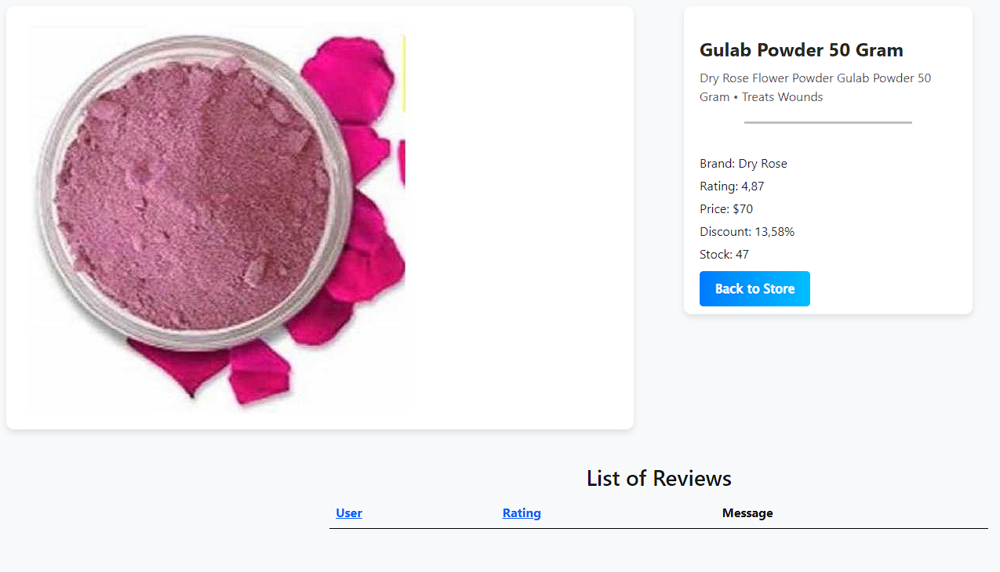 Gulab Powder 50 Gram
Dry Rose Flower Powder Gulab Powder 50
Gram • Treats Wounds
Brand: Dry Rose
Rating: 4,87
Price: $70
Discount: 13,58%
Stock: 47
Back to Store
List of Reviews
User Rating Message